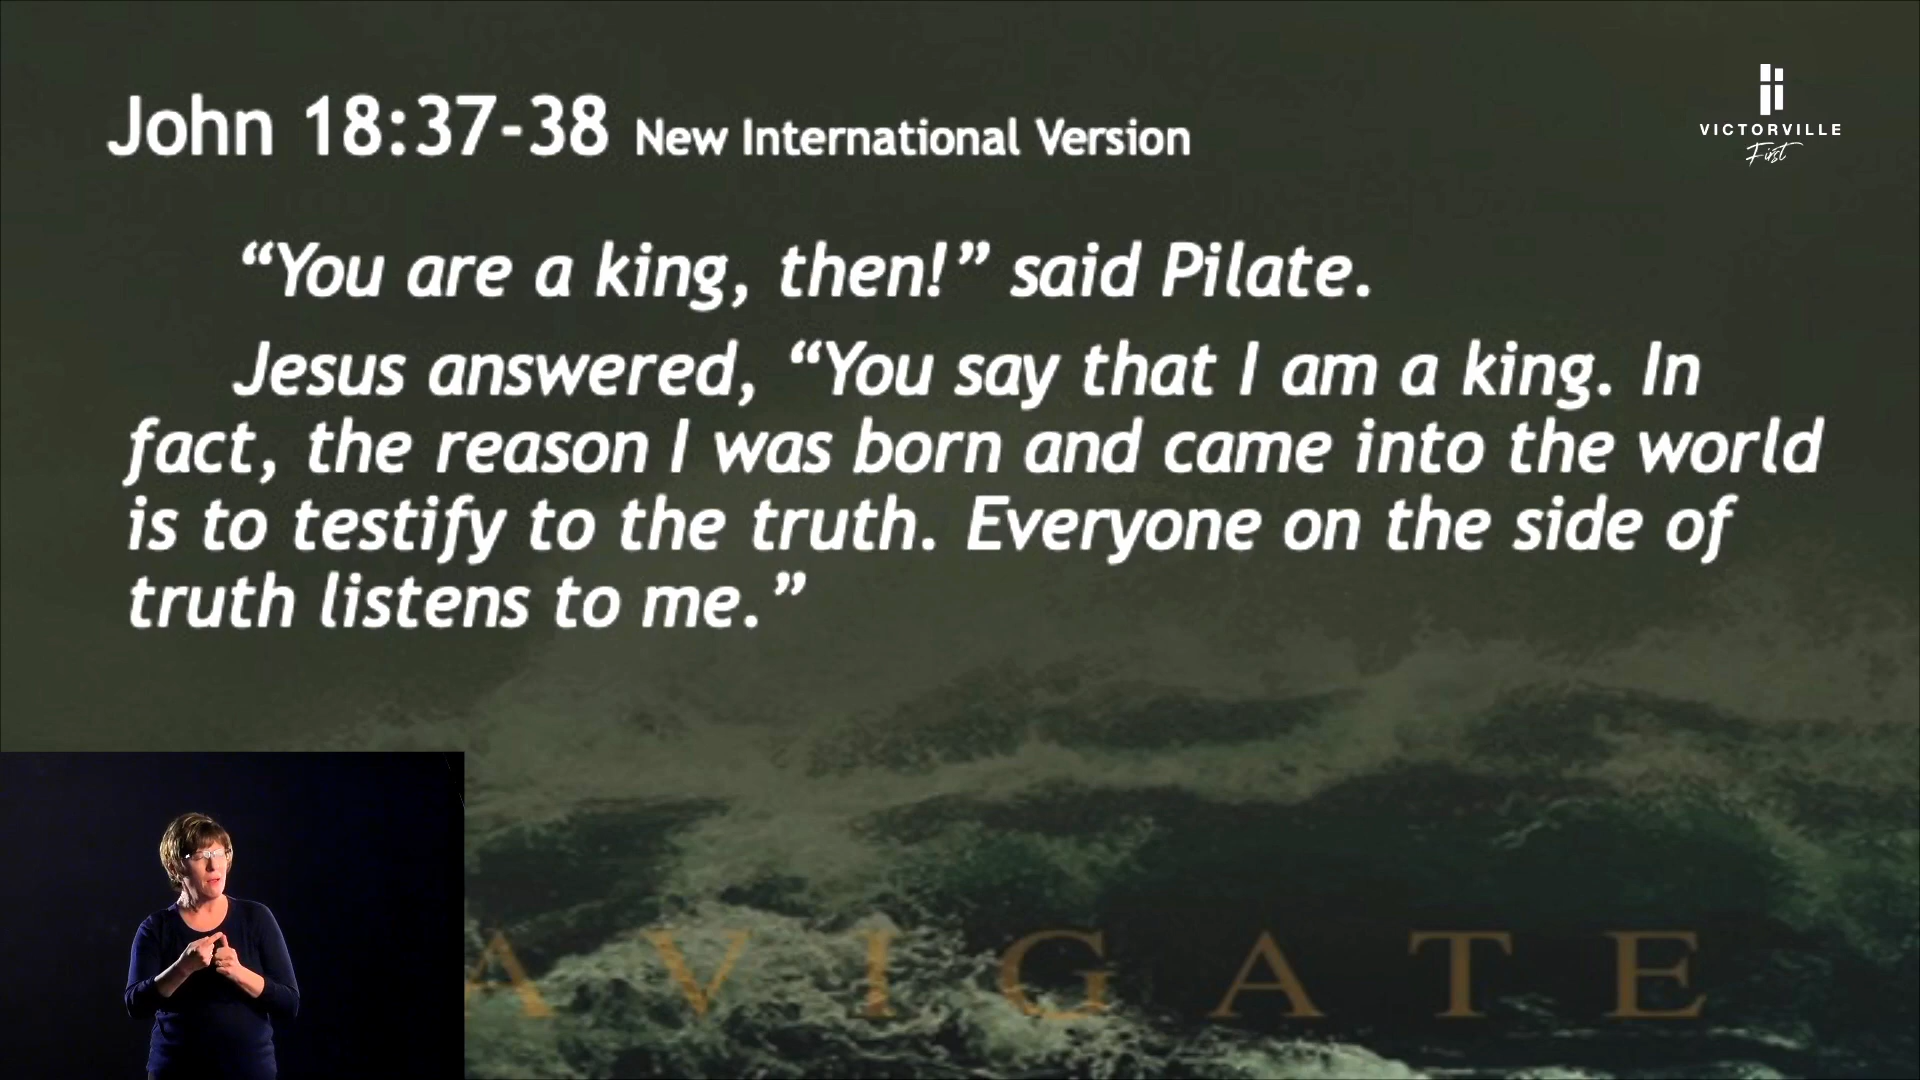 John 18:37-38 New International Version
VICTORVILLE
First
“You are a king, then!” said Pilate.
Jesus answered, “You say that I am a king. In
fact, the reason I was born and came into the world
is to testify to the truth. Everyone on the side of
truth listens to me.”
AVIGATE